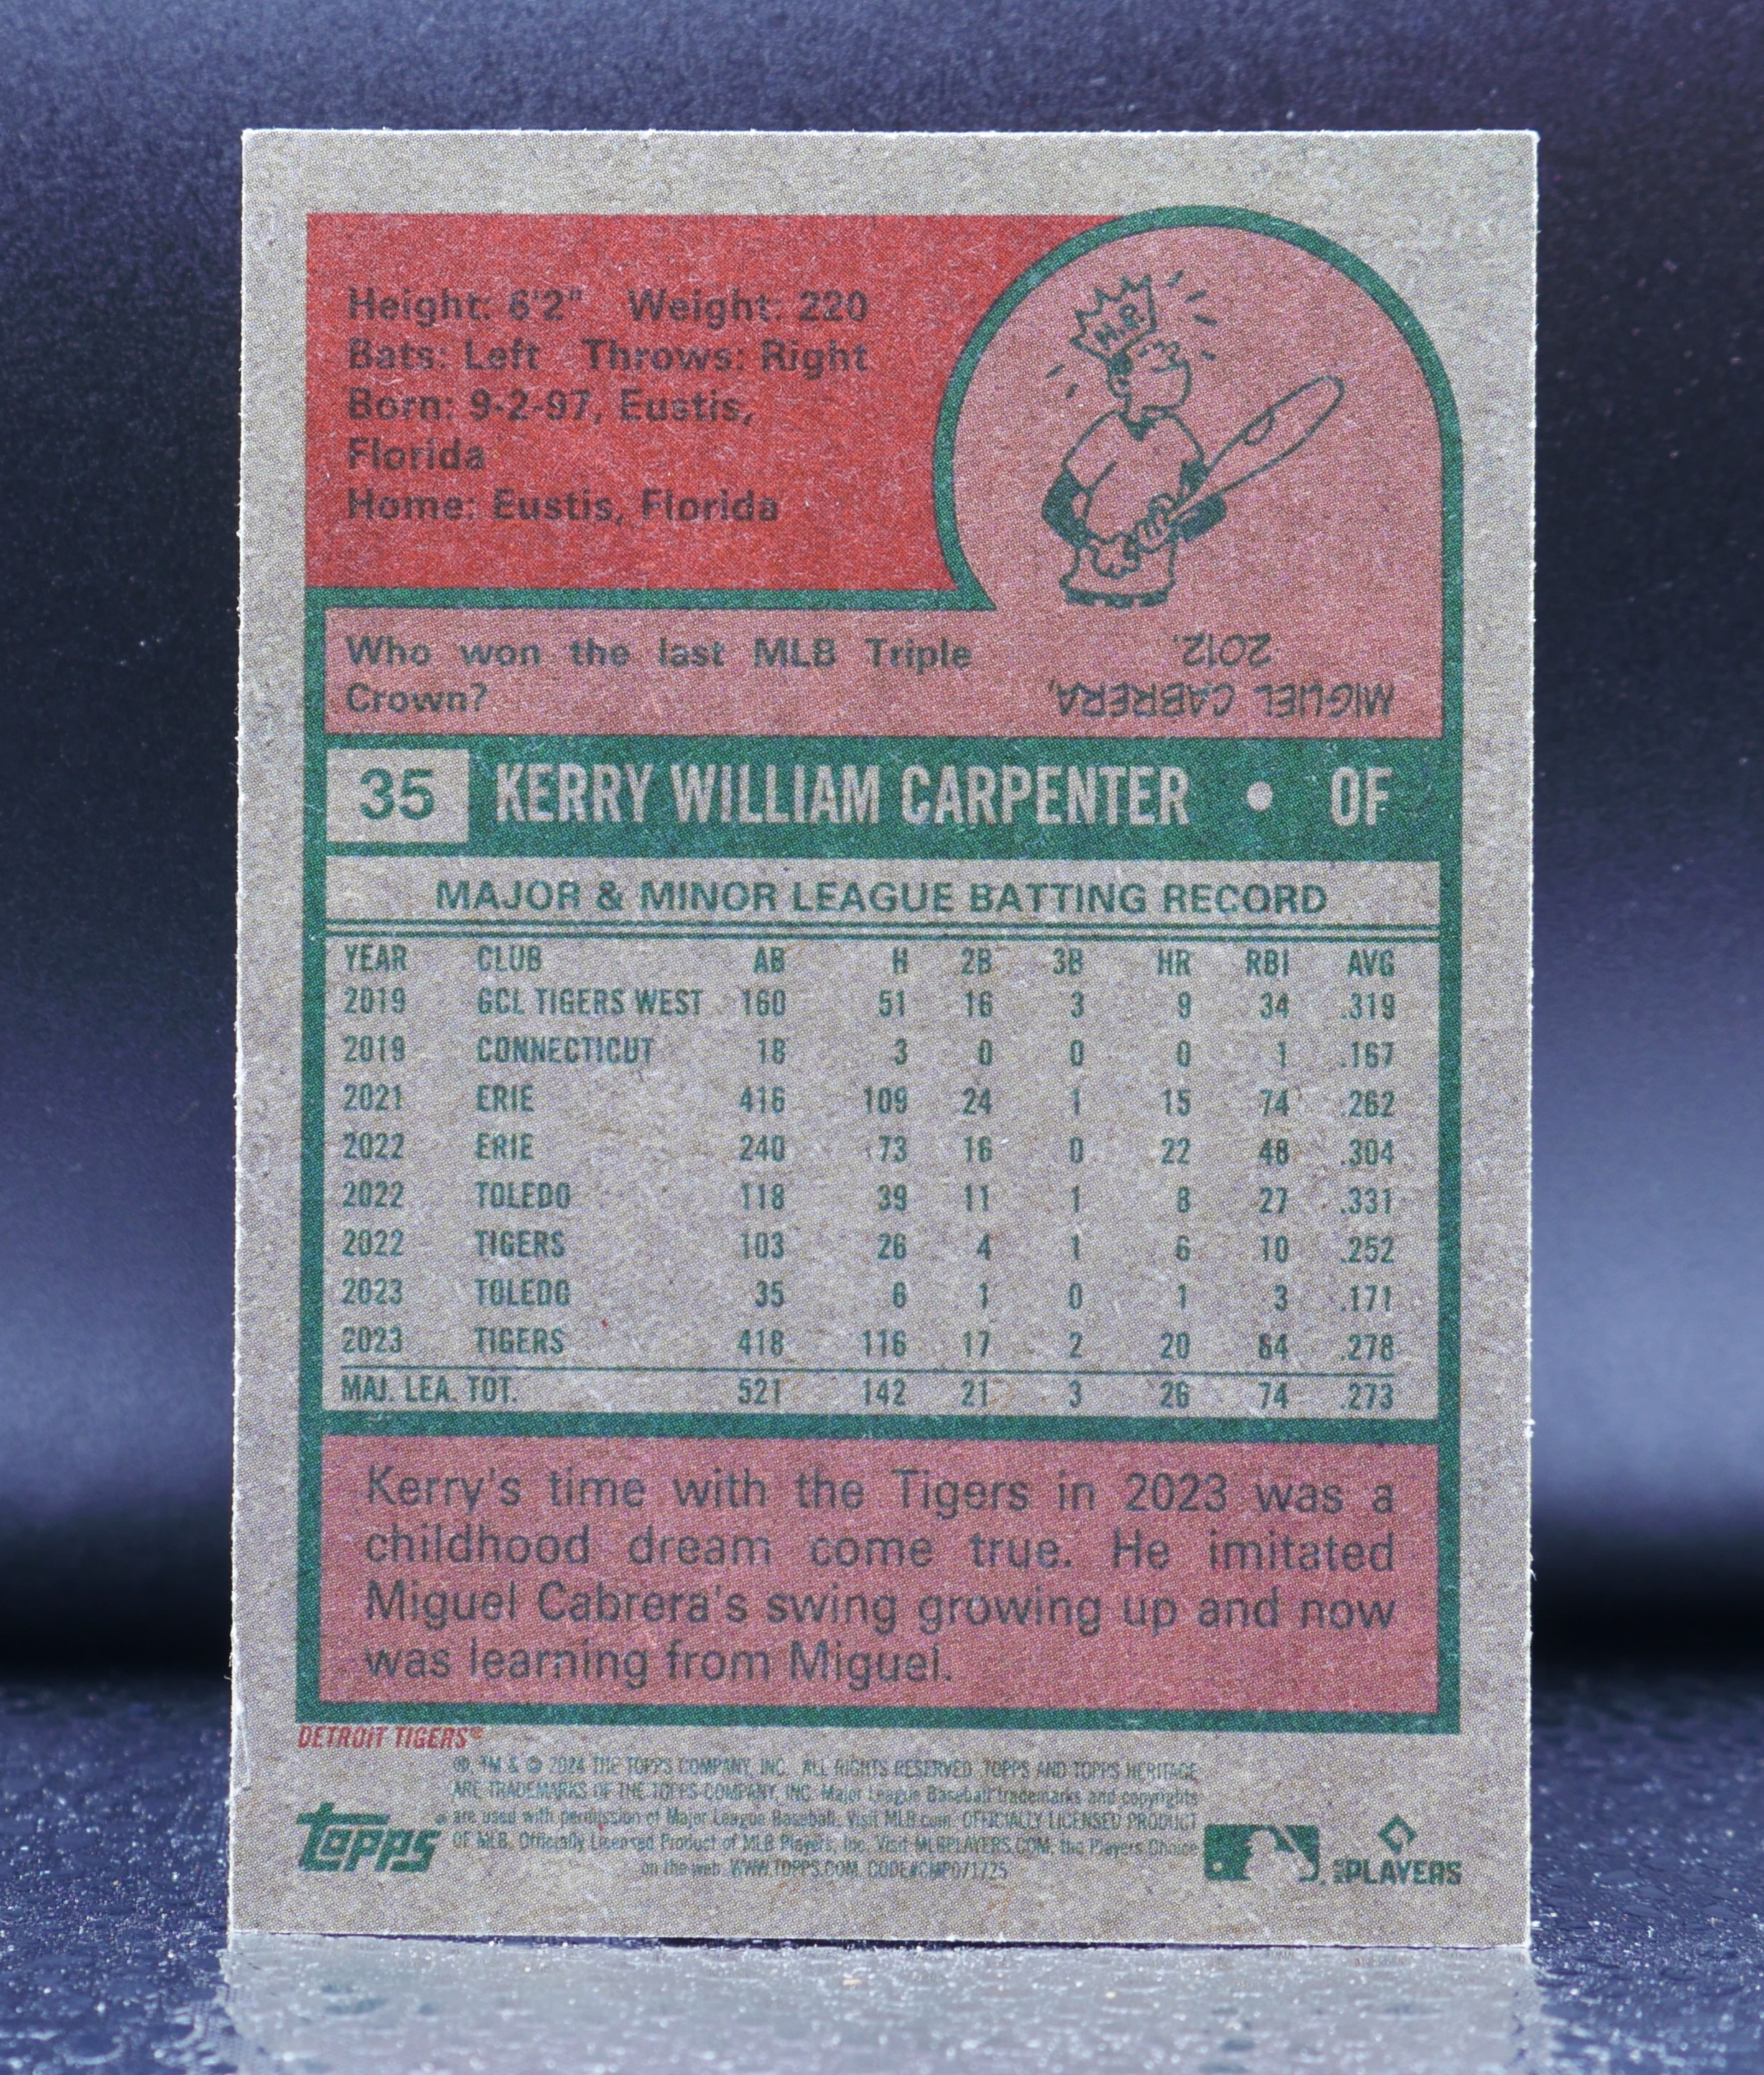 Height: 6'2" Weight: 220
Bats: Left Throws: Right
Born: 9-2-97, Eustis,
Florida
Home: Eustis, Florida
H.R.
Who won the last MLB Triple
Crown?
MIGUEL CABRERA,
2012.
35 KERRY WILLIAM CARPENTER • OF
MAJOR & MINOR LEAGUE BATTING RECORD
YEAR CLUB AB H 2B 3B HR RBI AVG
2019 GCL TIGERS WEST 160 51 16 3 9 34 .319
2019 CONNECTICUT 18 3 0 0 0 1 .167
2021 ERIE 416 109 24 1 15 74 .262
2022 ERIE 240 73 16 0 22 48 .304
2022 TOLEDO 118 39 11 1 8 27 .331
2022 TIGERS 103 26 4 1 6 10 .252
2023 TOLEDO 35 6 1 0 1 3 .171
2023 TIGERS 418 116 17 2 20 64 .278
MAJ. LEA. TOT. 521 142 21 3 26 74 .273
Kerry's time with the Tigers in 2023 was a
childhood dream come true. He imitated
Miguel Cabrera's swing growing up and now
was learning from Miguel.
DETROIT TIGERS®
®, TM & © 2024 THE TOPPS COMPANY, INC. ALL RIGHTS RESERVED. TOPPS AND TOPPS HERITAGE
ARE TRADEMARKS OF THE TOPPS COMPANY, INC. Major League Baseball trademarks and copyrights
are used with permission of Major League Baseball. Visit MLB.com. OFFICIALLY LICENSED PRODUCT
OF MLB. Officially Licensed Product of MLB Players, Inc. Visit MLBPLAYERS.COM, the Players Choice
on the web. WWW.TOPPS.COM. CODE#CMP071725
topps
PLAYERS